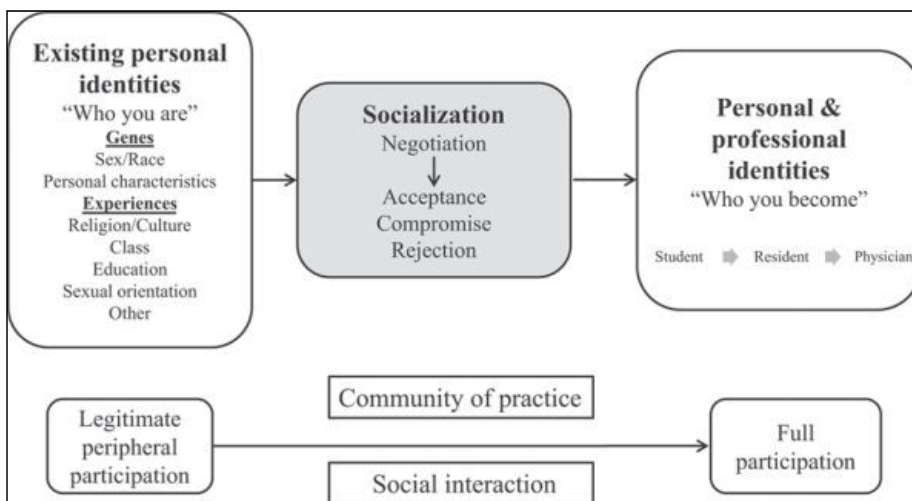 Existing personal
identities
“Who you are”
Genes
Sex/Race
Personal characteristics
Experiences
Religion/Culture
Class
Education
Sexual orientation
Other
Socialization
Negotiation
Acceptance
Compromise
Rejection
Personal &
professional
identities
“Who you become”
Student Resident Physician
Legitimate
peripheral
participation
Community of practice
Social interaction
Full
participation